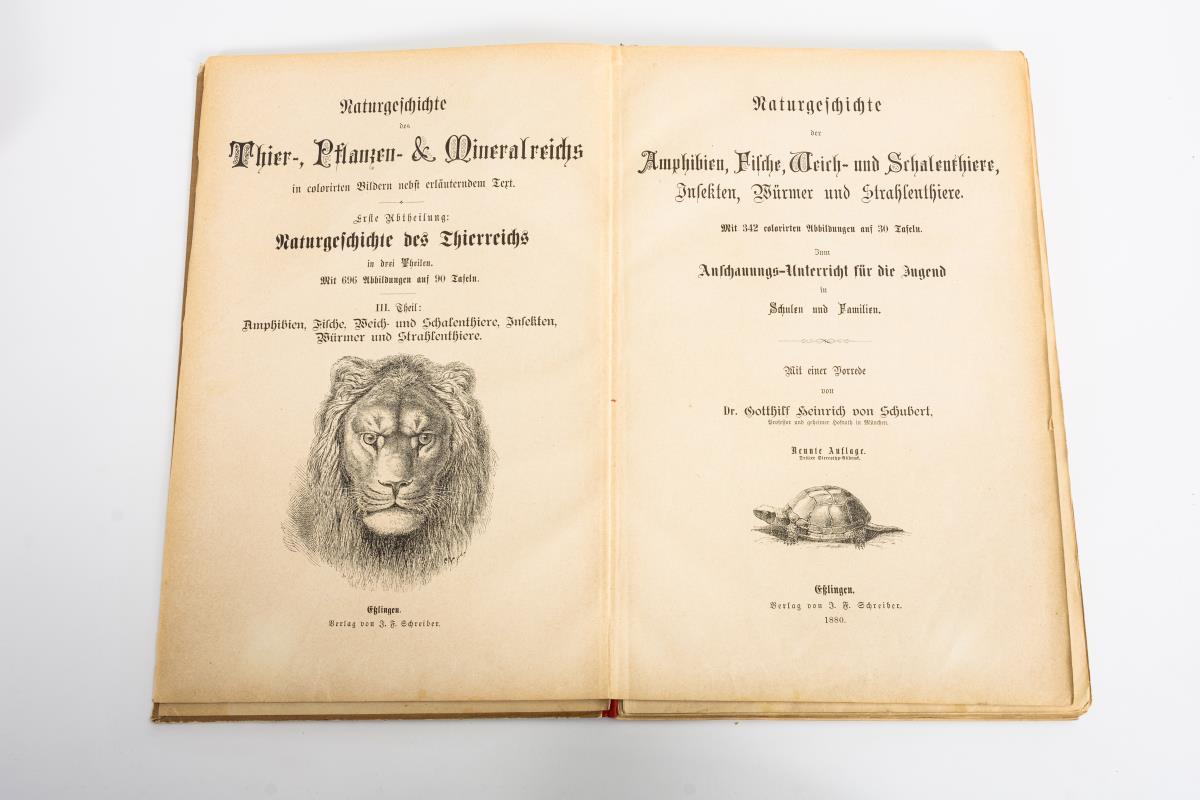 Naturgeschichte
des
Thier-, Pflanzen- & Mineralreichs
in colorirten Bildern nebst erläuterndem Text.
Erste Abtheilung:
Naturgeschichte des Thierreichs
in drei Theilen.
Mit 696 Abbildungen auf 90 Tafeln.
III. Theil:
Amphibien, Fische, Weich- und Schalenthiere, Insekten,
Würmer und Strahlenthiere.
Eßlingen.
Verlag von J. F. Schreiber.
Naturgeschichte
der
Amphibien, Fische, Weich- und Schalenthiere,
Insekten, Würmer und Strahlenthiere.
Mit 342 colorirten Abbildungen auf 30 Tafeln.
Zum
Anschauungs-Unterricht für die Jugend
in
Schulen und Familien.
Mit einer Vorrede
von
Dr. Gotthilf Heinrich von Schubert,
Professor und geheimer Hofrath in München.
Neunte Auflage.
Dritter Stereotyp-Abdruck.
Eßlingen.
Verlag von J. F. Schreiber.
1880.